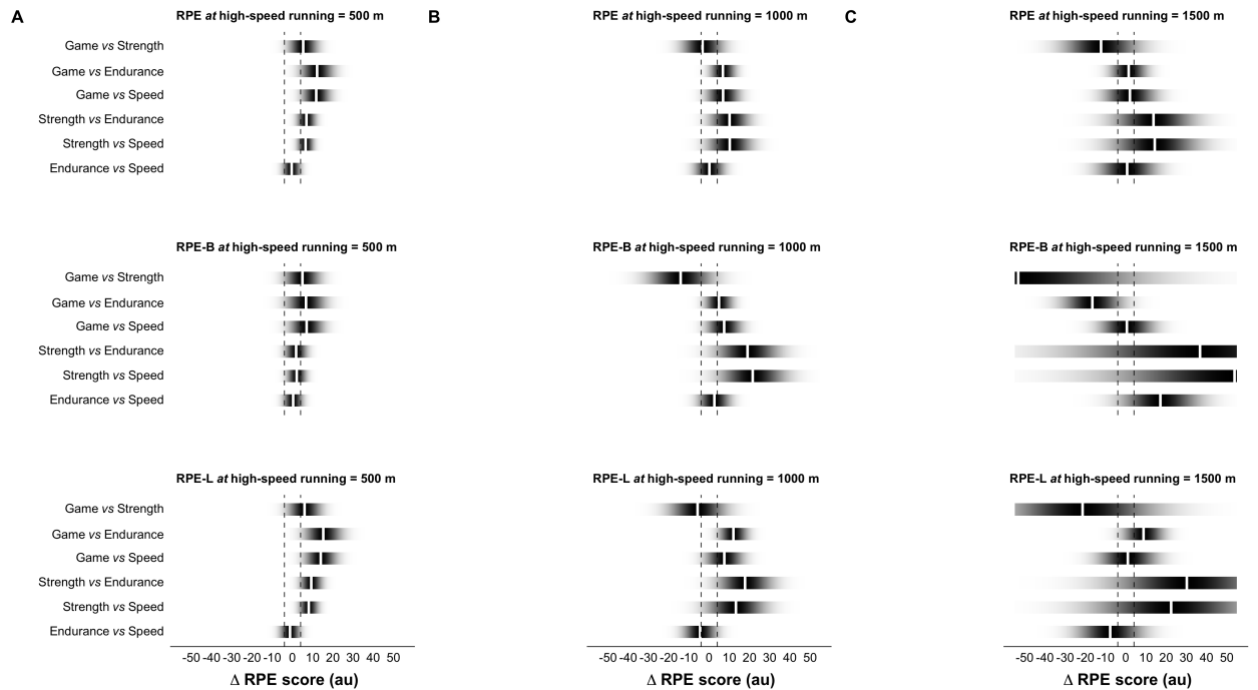 A
RPE at high-speed running = 500 m
Game vs Strength
Game vs Endurance
Game vs Speed
Strength vs Endurance
Strength vs Speed
Endurance vs Speed
RPE-B at high-speed running = 500 m
Game vs Strength
Game vs Endurance
Game vs Speed
Strength vs Endurance
Strength vs Speed
Endurance vs Speed
RPE-L at high-speed running = 500 m
Game vs Strength
Game vs Endurance
Game vs Speed
Strength vs Endurance
Strength vs Speed
Endurance vs Speed
-50 -40 -30 -20 -10 0 10 20 30 40 50
Δ RPE score (au)
B
RPE at high-speed running = 1000 m
RPE-B at high-speed running = 1000 m
RPE-L at high-speed running = 1000 m
-50 -40 -30 -20 -10 0 10 20 30 40 50
Δ RPE score (au)
C
RPE at high-speed running = 1500 m
RPE-B at high-speed running = 1500 m
RPE-L at high-speed running = 1500 m
-50 -40 -30 -20 -10 0 10 20 30 40 50
Δ RPE score (au)